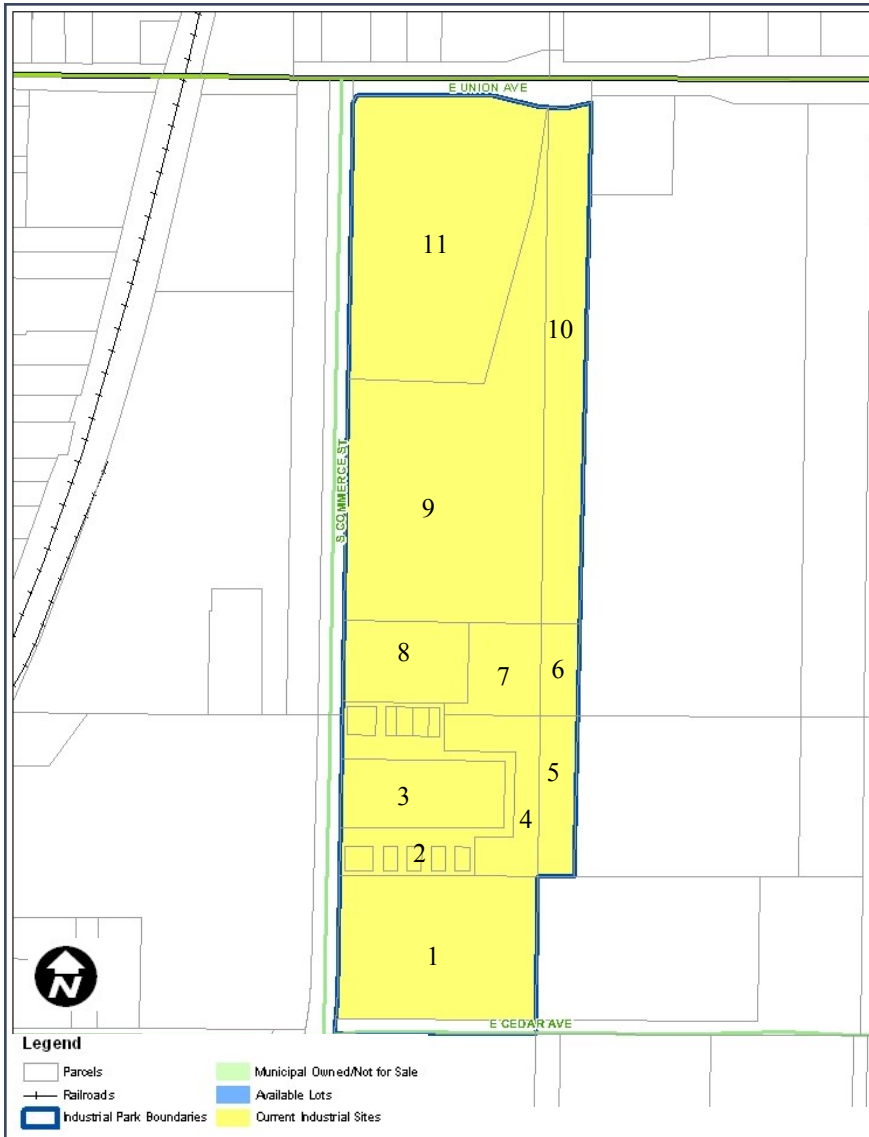 E UNION AVE
11
10
S COMMERCE ST
9
8
7
6
5
3
4
2
1
N
E CEDAR AVE
Legend
Parcels
Railroads
Industrial Park Boundaries
Municipal Owned/Not for Sale
Available Lots
Current Industrial Sites